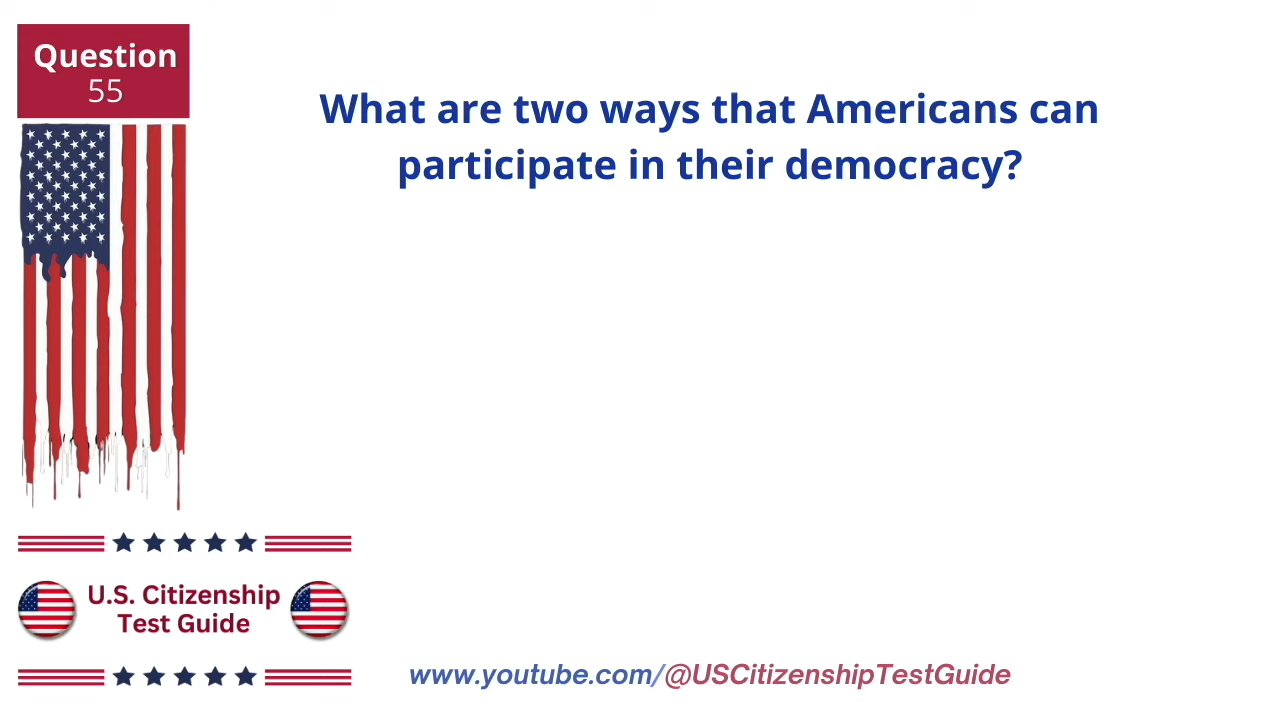 Question
55
What are two ways that Americans can
participate in their democracy?
U.S. Citizenship
Test Guide
www.youtube.com/@USCitizenshipTestGuide